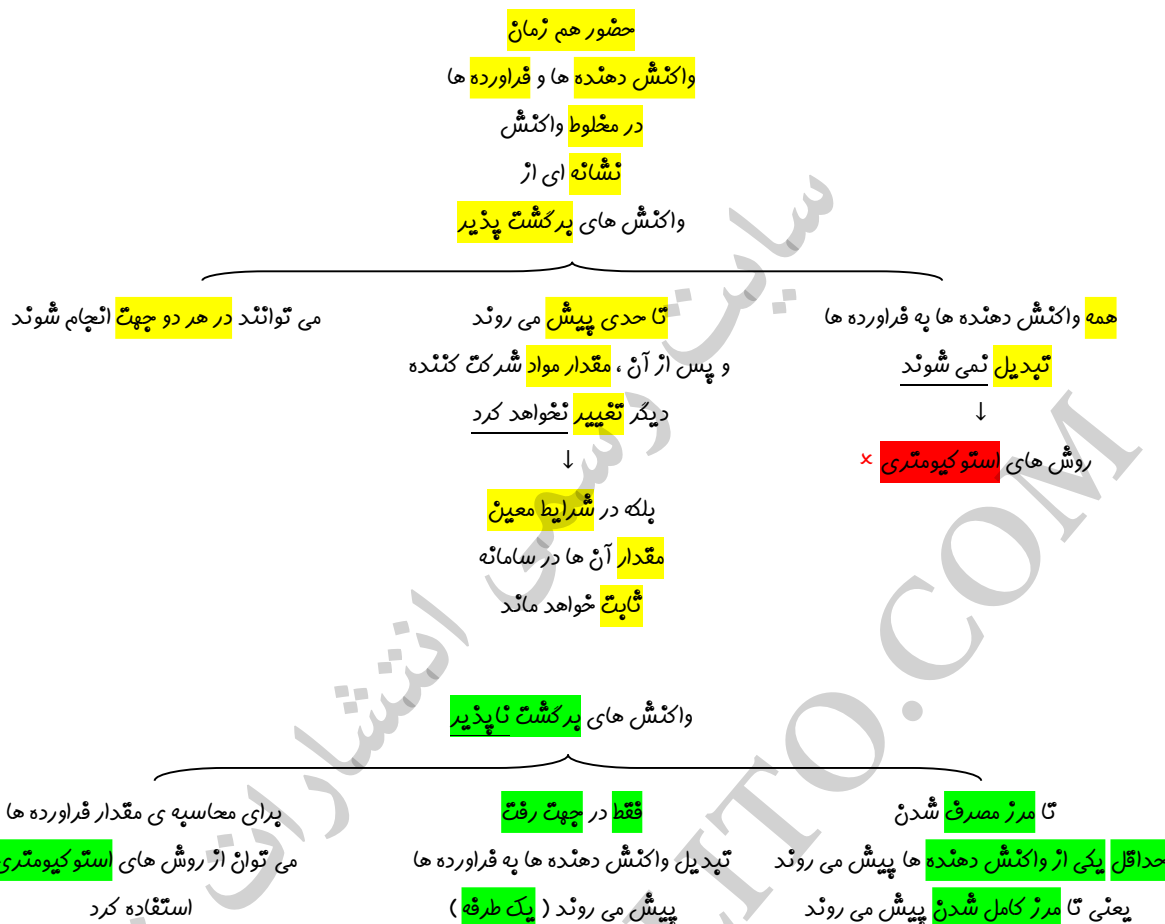 حضور هم زمان
واکنش دهنده ها و فراورده ها
در مخلوط واکنش
نشانه ای از
واکنش های برگشت پذیر
همه واکنش دهنده ها به فراورده ها
تبدیل نمی شوند
↓
روش های استوکیومتری ×
تا حدی پیش می روند
و پس از آن ، مقدار مواد شرکت کننده
دیگر تغییر نخواهد کرد
↓
بلکه در شرایط معین
مقدار آن ها در سامانه
ثابت خواهد ماند
می توانند در هر دو جهت انجام شوند
واکنش های برگشت ناپذیر
تا مرز مصرف شدن
حداقل یکی از واکنش دهنده ها پیش می روند
یعنی تا مرز کامل شدن پیش می روند
فقط در جهت رفت
تبدیل واکنش دهنده ها به فراورده ها
پیش می روند ( یک طرفه )
برای محاسبه ی مقدار فراورده ها
می توان از روش های استوکیومتری
استفاده کرد
سایت رسمی انتشارات
TO.COM